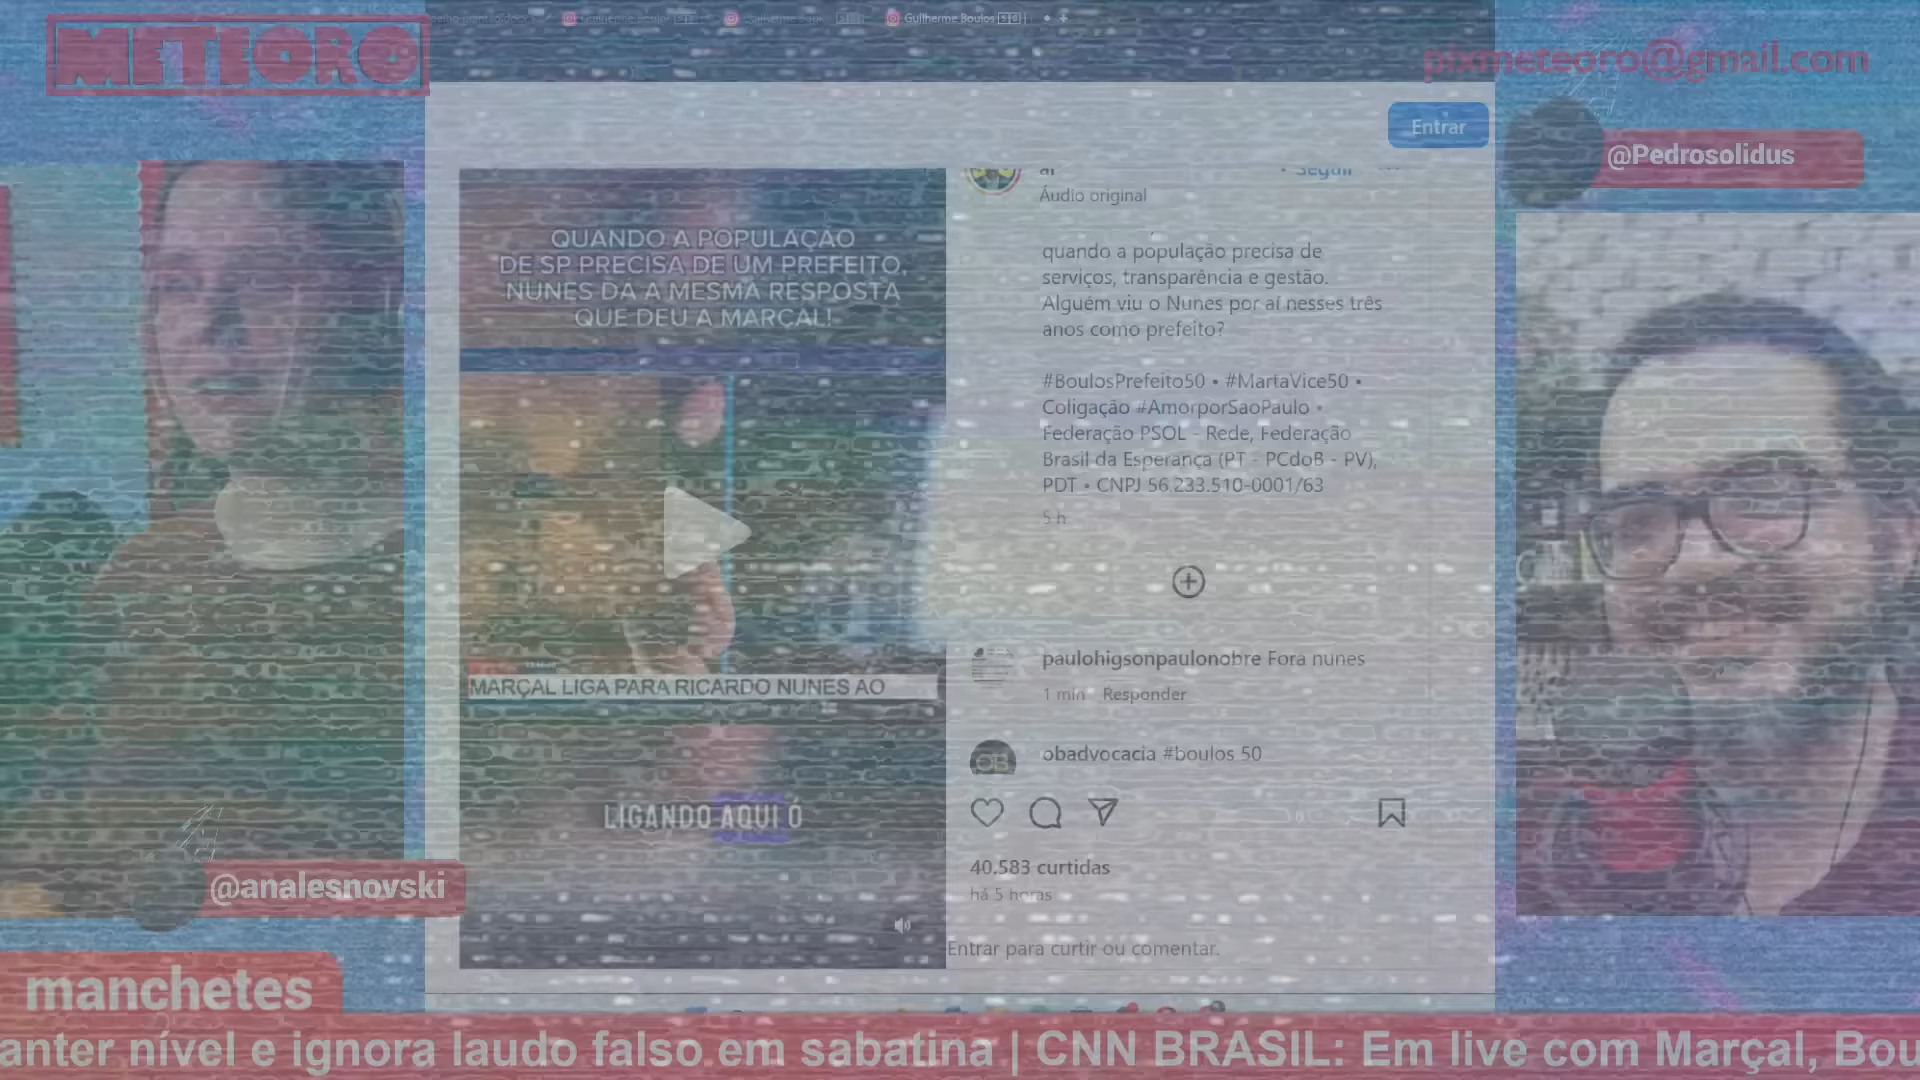 Guilherme Boulos
METEORO
pixmeteoro@gmail.com
Entrar
@Pedrosolidus
Seguir
Áudio original
QUANDO A POPULAÇÃO
DE SP PRECISA DE UM PREFEITO,
NUNES DÁ A MESMA RESPOSTA
QUE DEU A MARÇAL!
quando a população precisa de
serviços, transparência e gestão.
Alguém viu o Nunes por aí nesses três
anos como prefeito?
#BoulosPrefeito50 • #MartaVice50 •
Coligação #AmorporSaoPaulo •
Federação PSOL - Rede, Federação
Brasil da Esperança (PT - PCdoB - PV),
PDT • CNPJ 56.233.510-0001/63
5 h
MARÇAL LIGA PARA RICARDO NUNES AO
paulohigsonpaulonobre Fora nunes
1 min Responder
obadvocacia #boulos 50
LIGANDO AQUI Ó
40.583 curtidas
há 5 horas
Entrar para curtir ou comentar.
@analesnovski
manchetes
anter nível e ignora laudo falso em sabatina | CNN BRASIL: Em live com Marçal, Bou